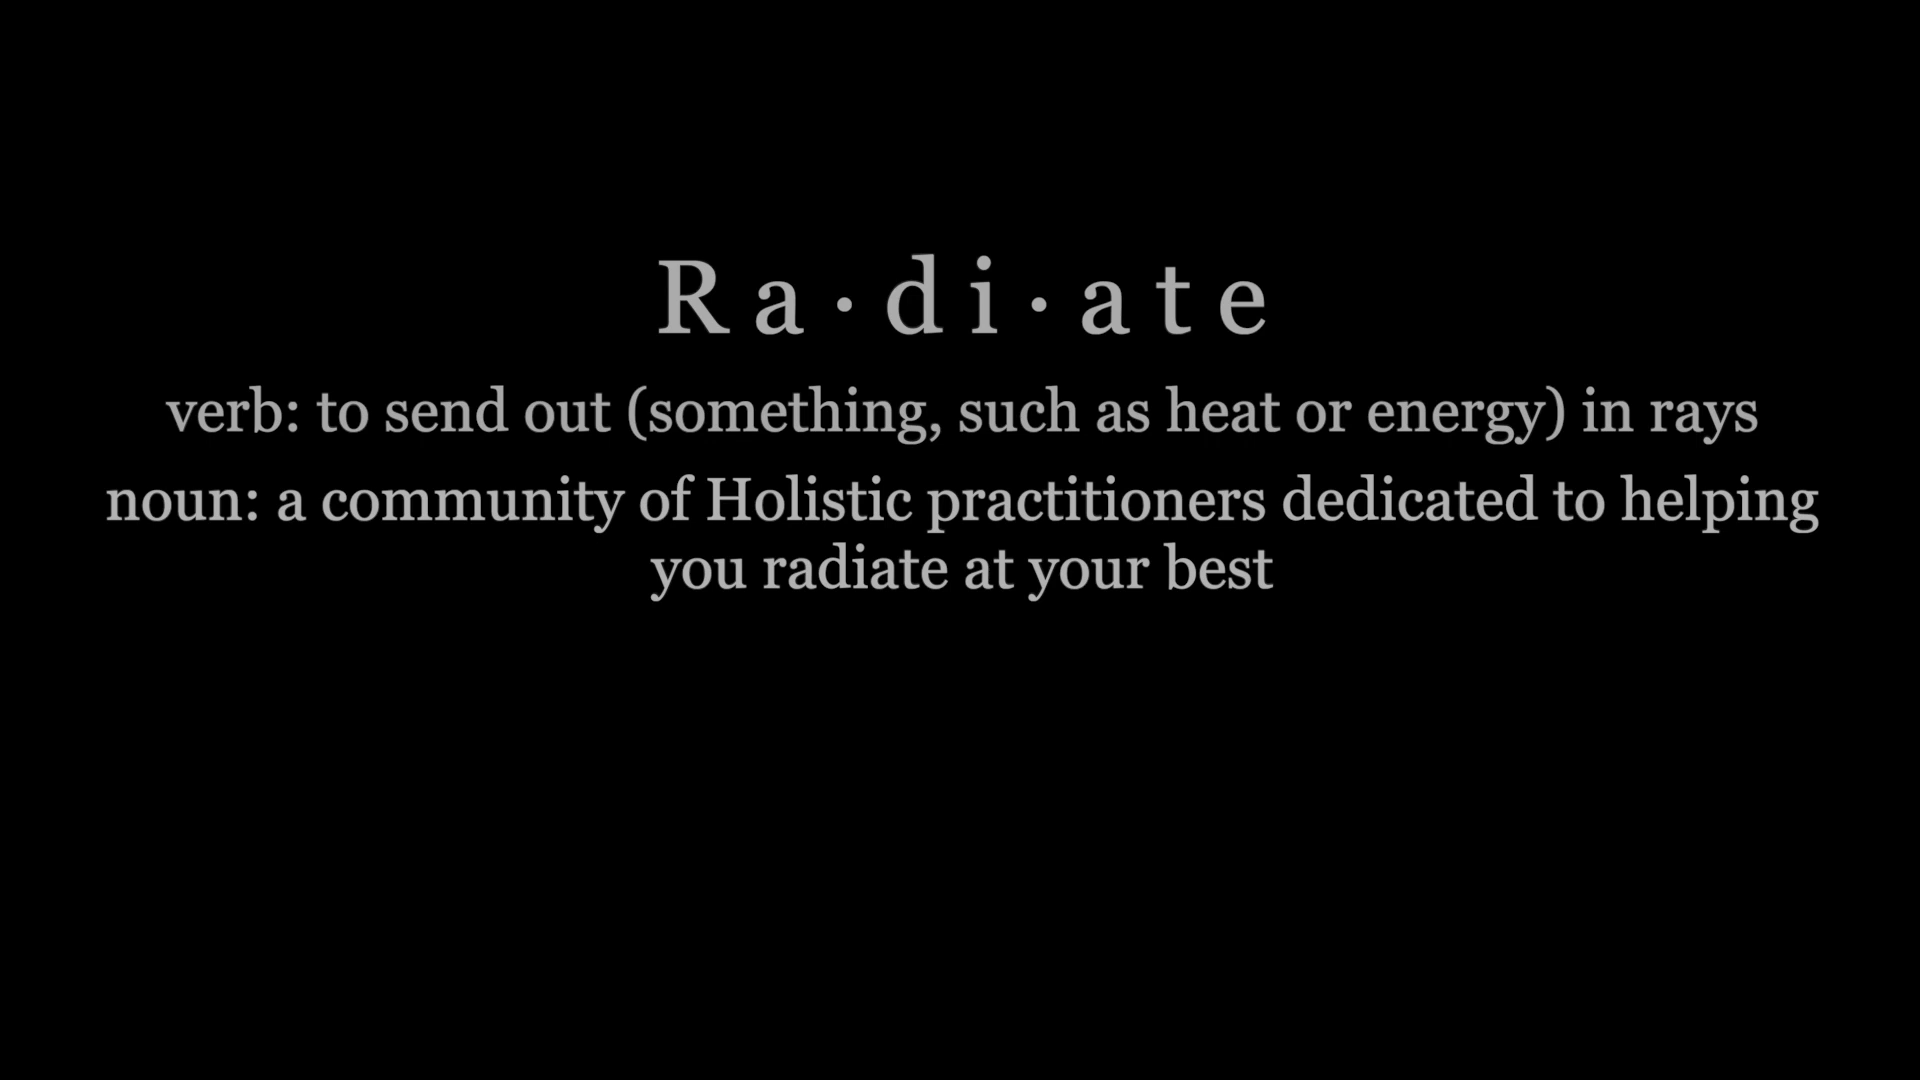 Ra·di·ate
verb: to send out (something, such as heat or energy) in rays
noun: a community of Holistic practitioners dedicated to helping
you radiate at your best